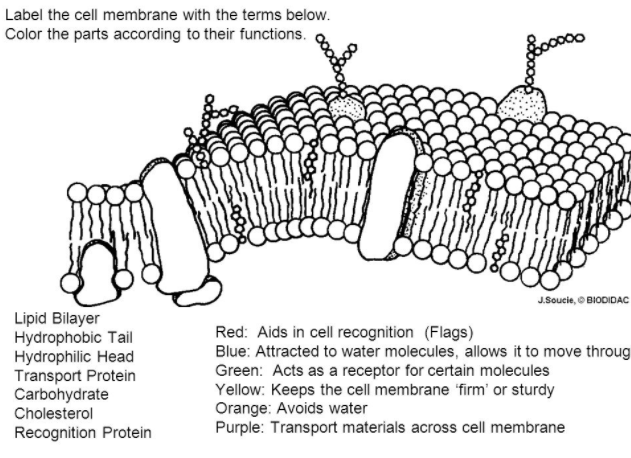 Label the cell membrane with the terms below.
Color the parts according to their functions.
J.Soucie, © BIODIDAC
Lipid Bilayer
Hydrophobic Tail
Hydrophilic Head
Transport Protein
Carbohydrate
Cholesterol
Recognition Protein
Red: Aids in cell recognition (Flags)
Blue: Attracted to water molecules, allows it to move throug
Green: Acts as a receptor for certain molecules
Yellow: Keeps the cell membrane ‘firm’ or sturdy
Orange: Avoids water
Purple: Transport materials across cell membrane